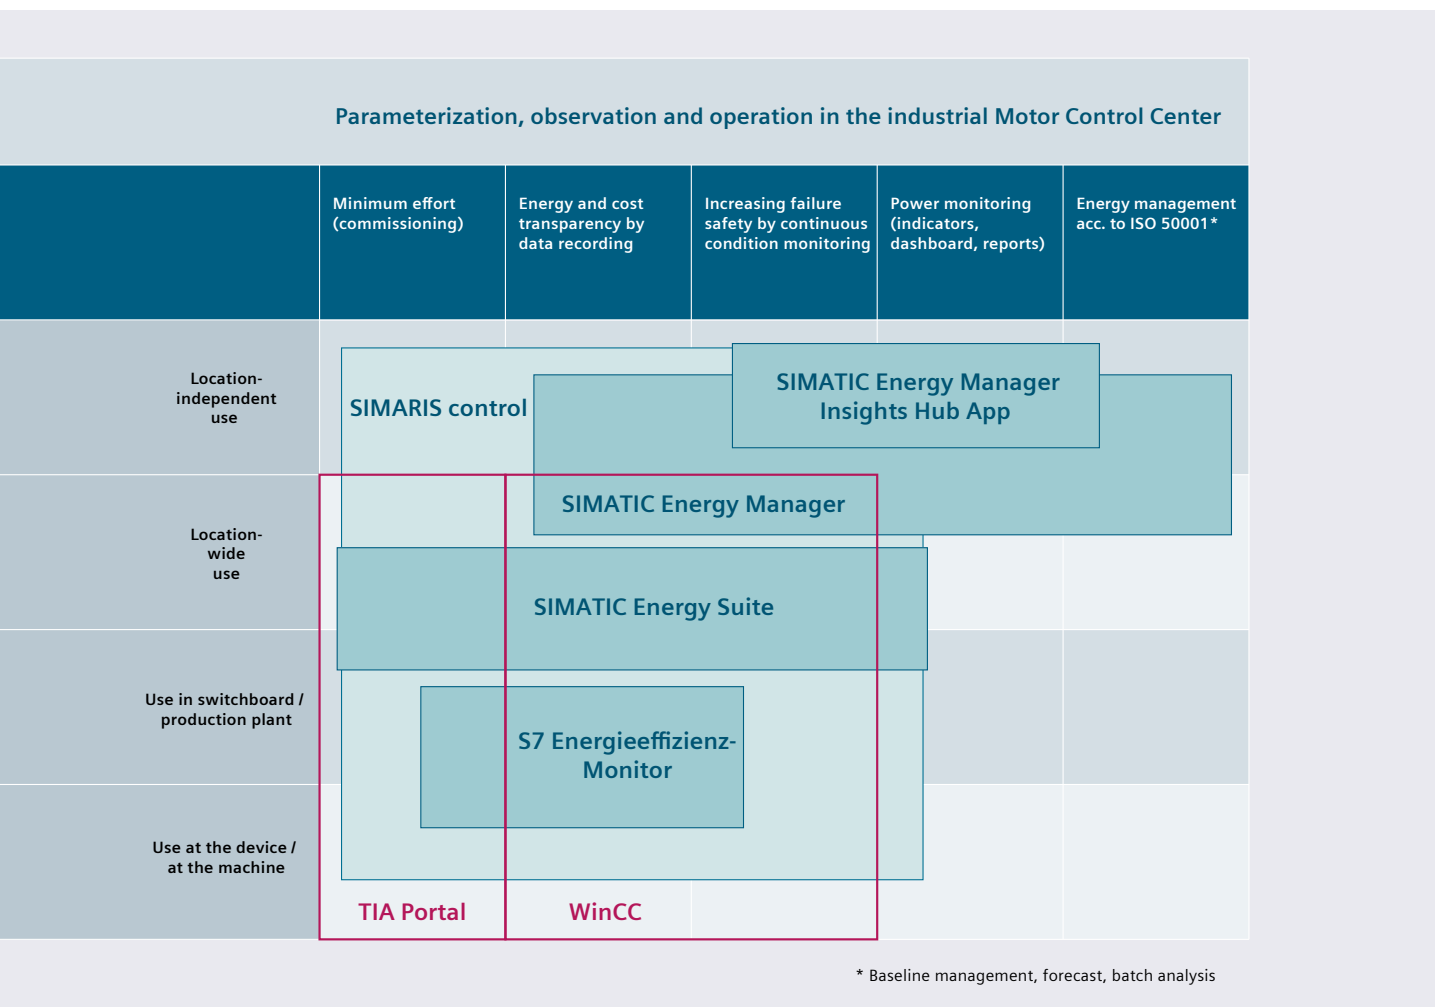 Parameterization, observation and operation in the industrial Motor Control Center
Minimum effort
(commissioning)
Energy and cost
transparency by
data recording
Increasing failure
safety by continuous
condition monitoring
Power monitoring
(indicators,
dashboard, reports)
Energy management
acc. to ISO 50001*
Location-
independent
use
SIMARIS control
SIMATIC Energy Manager
Insights Hub App
Location-
wide
use
SIMATIC Energy Manager
SIMATIC Energy Suite
Use in switchboard /
production plant
S7 Energieeffizienz-
Monitor
Use at the device /
at the machine
TIA Portal
WinCC
* Baseline management, forecast, batch analysis